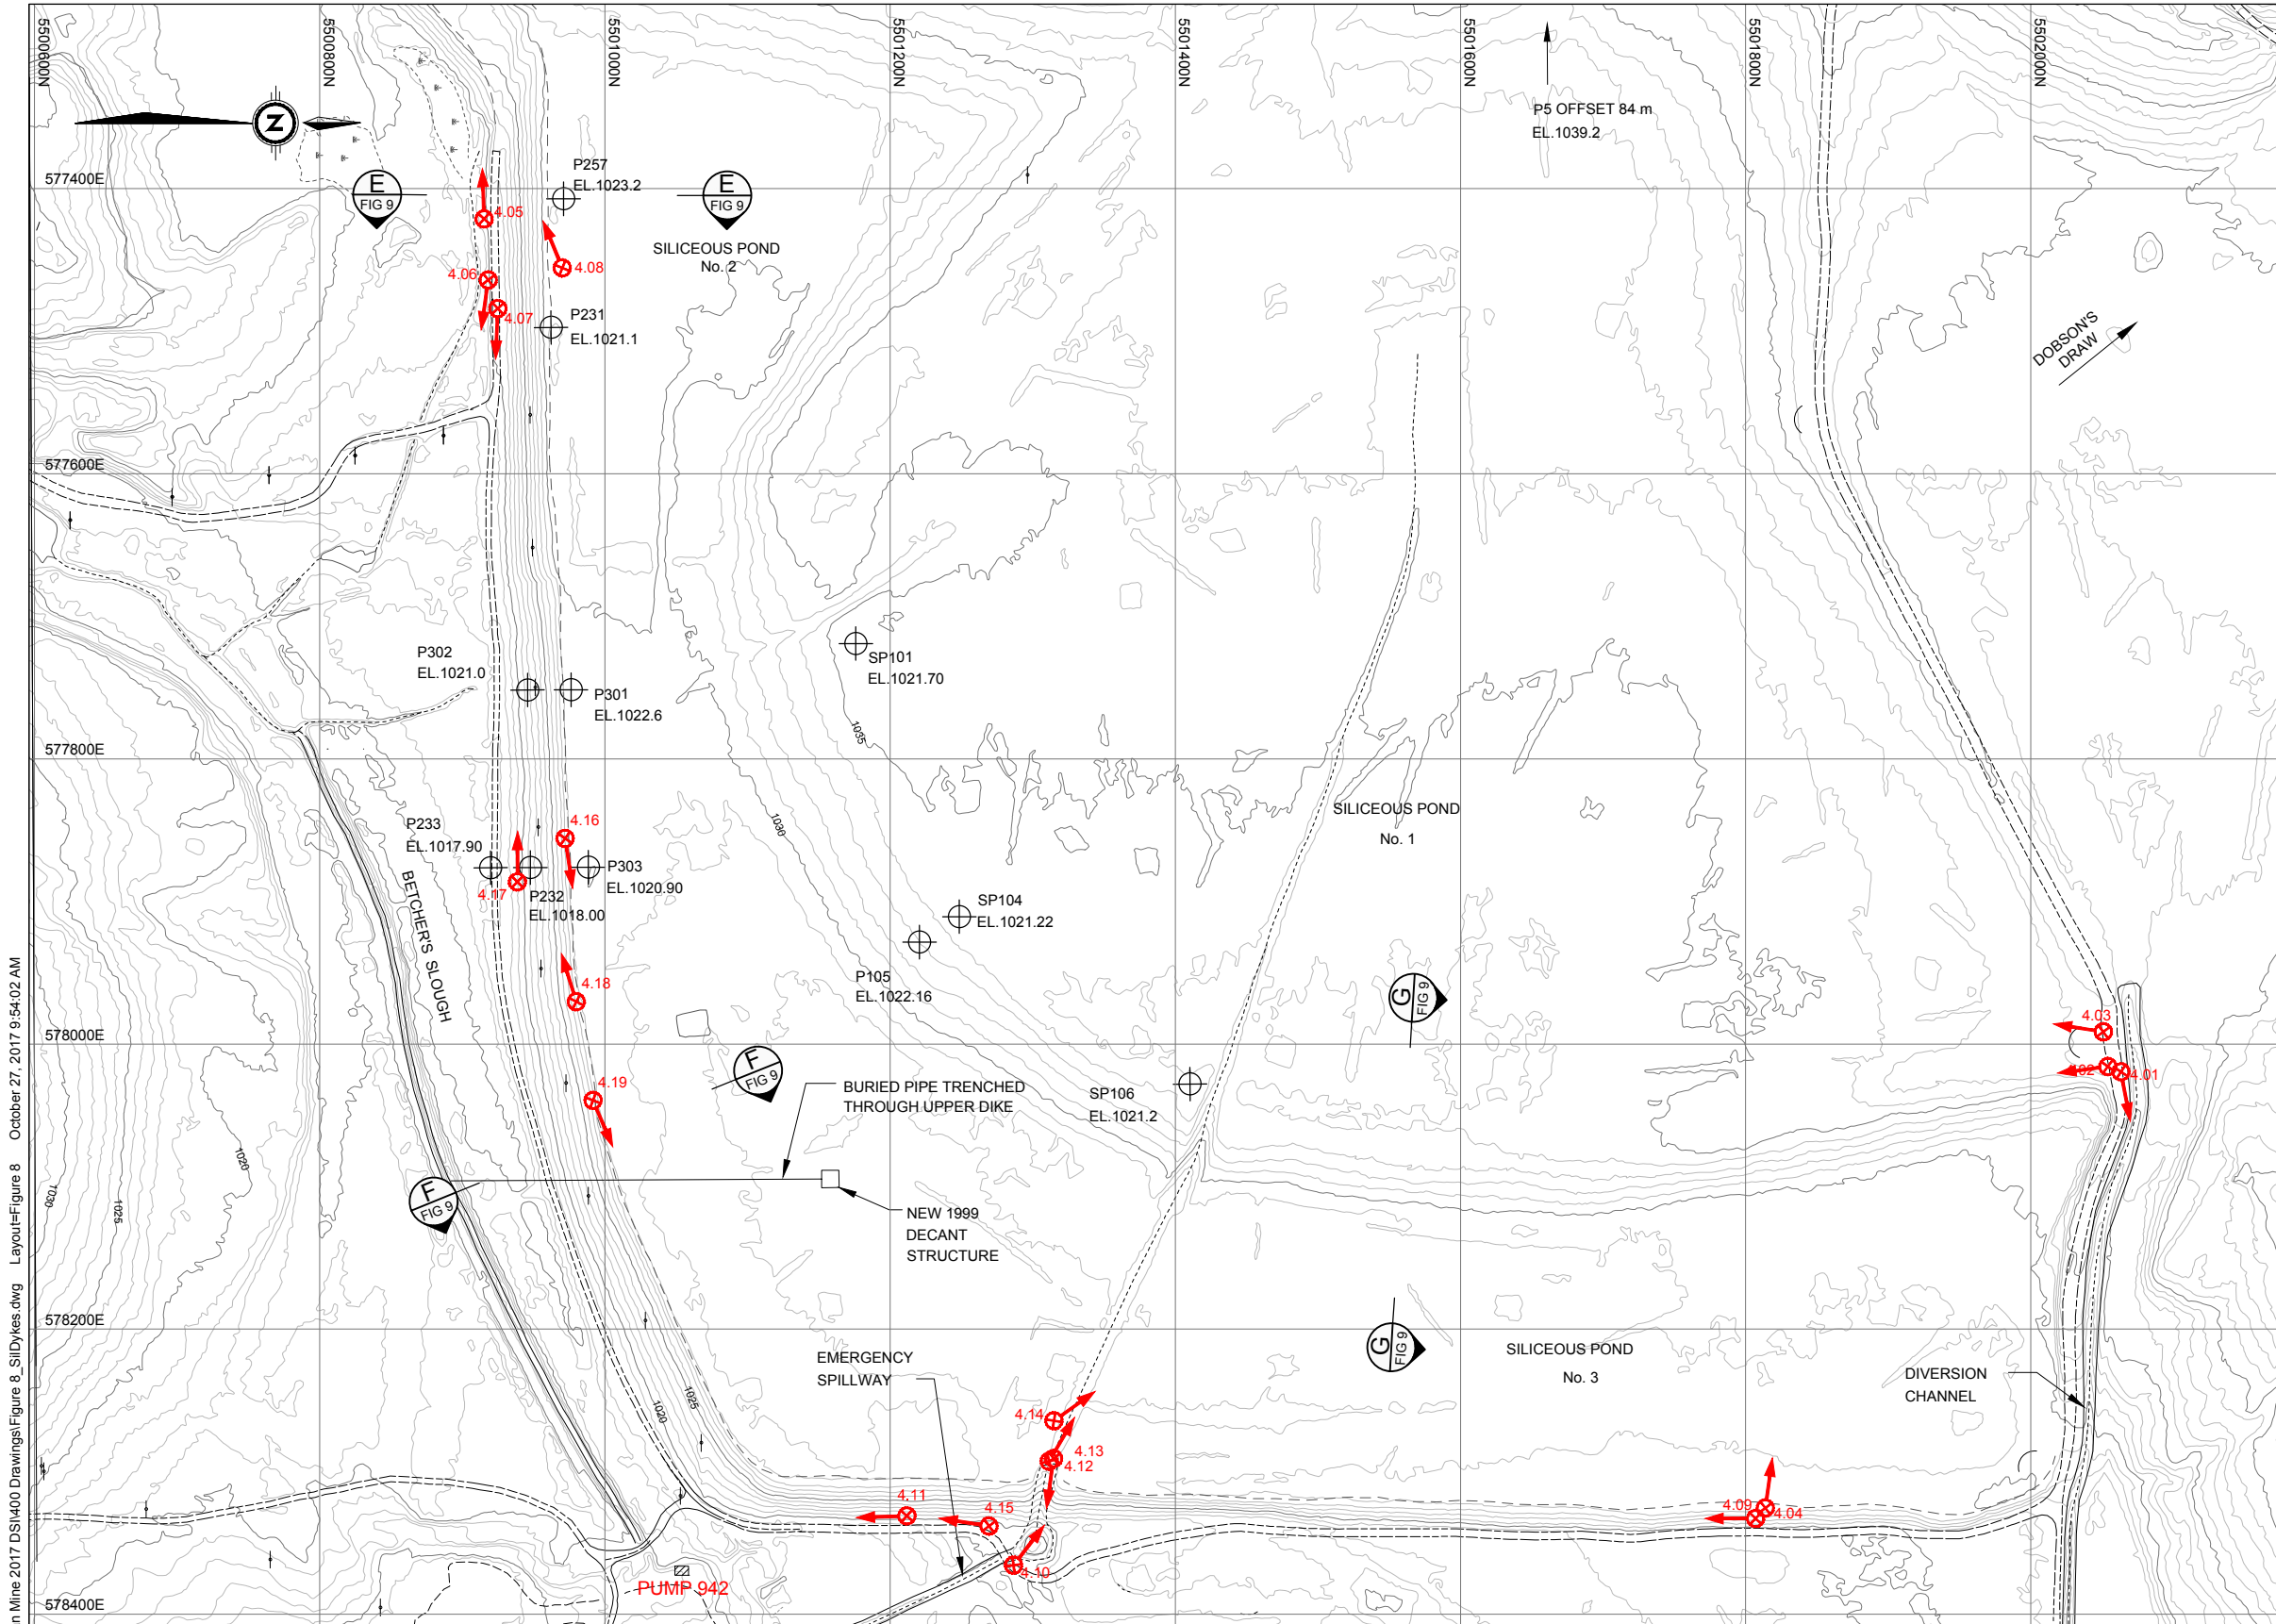 5500600N
5500800N
5501000N
5501200N
5501400N
5501600N
5501800N
5502000N
Z
P5 OFFSET 84 m
EL.1039.2
577400E
E
FIG 9
P257
EL.1023.2
E
FIG 9
4.05
SILICEOUS POND
No. 2
4.06
4.08
4.07
P231
EL.1021.1
DOBSON'S
DRAW
577600E
P302
EL.1021.0
P301
EL.1022.6
SP101
EL.1021.70
1035
577800E
SILICEOUS POND
No. 1
1030
P233
EL.1017.90
4.16
P303
EL.1020.90
4.17
P232
EL.1018.00
BETCHER'S SLOUGH
SP104
EL.1021.22
P105
EL.1022.16
4.18
G
FIG 9
4.03
4.02
4.01
578000E
F
FIG 9
4.19
BURIED PIPE TRENCHED
THROUGH UPPER DIKE
SP106
EL.1021.2
1020
1030
1025
F
FIG 9
NEW 1999
DECANT
STRUCTURE
578200E
G
FIG 9
SILICEOUS POND
No. 3
EMERGENCY
SPILLWAY
DIVERSION
CHANNEL
1025
1020
4.14
4.13
4.12
4.11
4.15
4.09
4.04
4.10
PUMP 942
578400E
n Mine 2017 DSI\400 Drawings\Figure 8_SilDykes.dwg Layout=Figure 8 October 27, 2017 9:54:02 AM